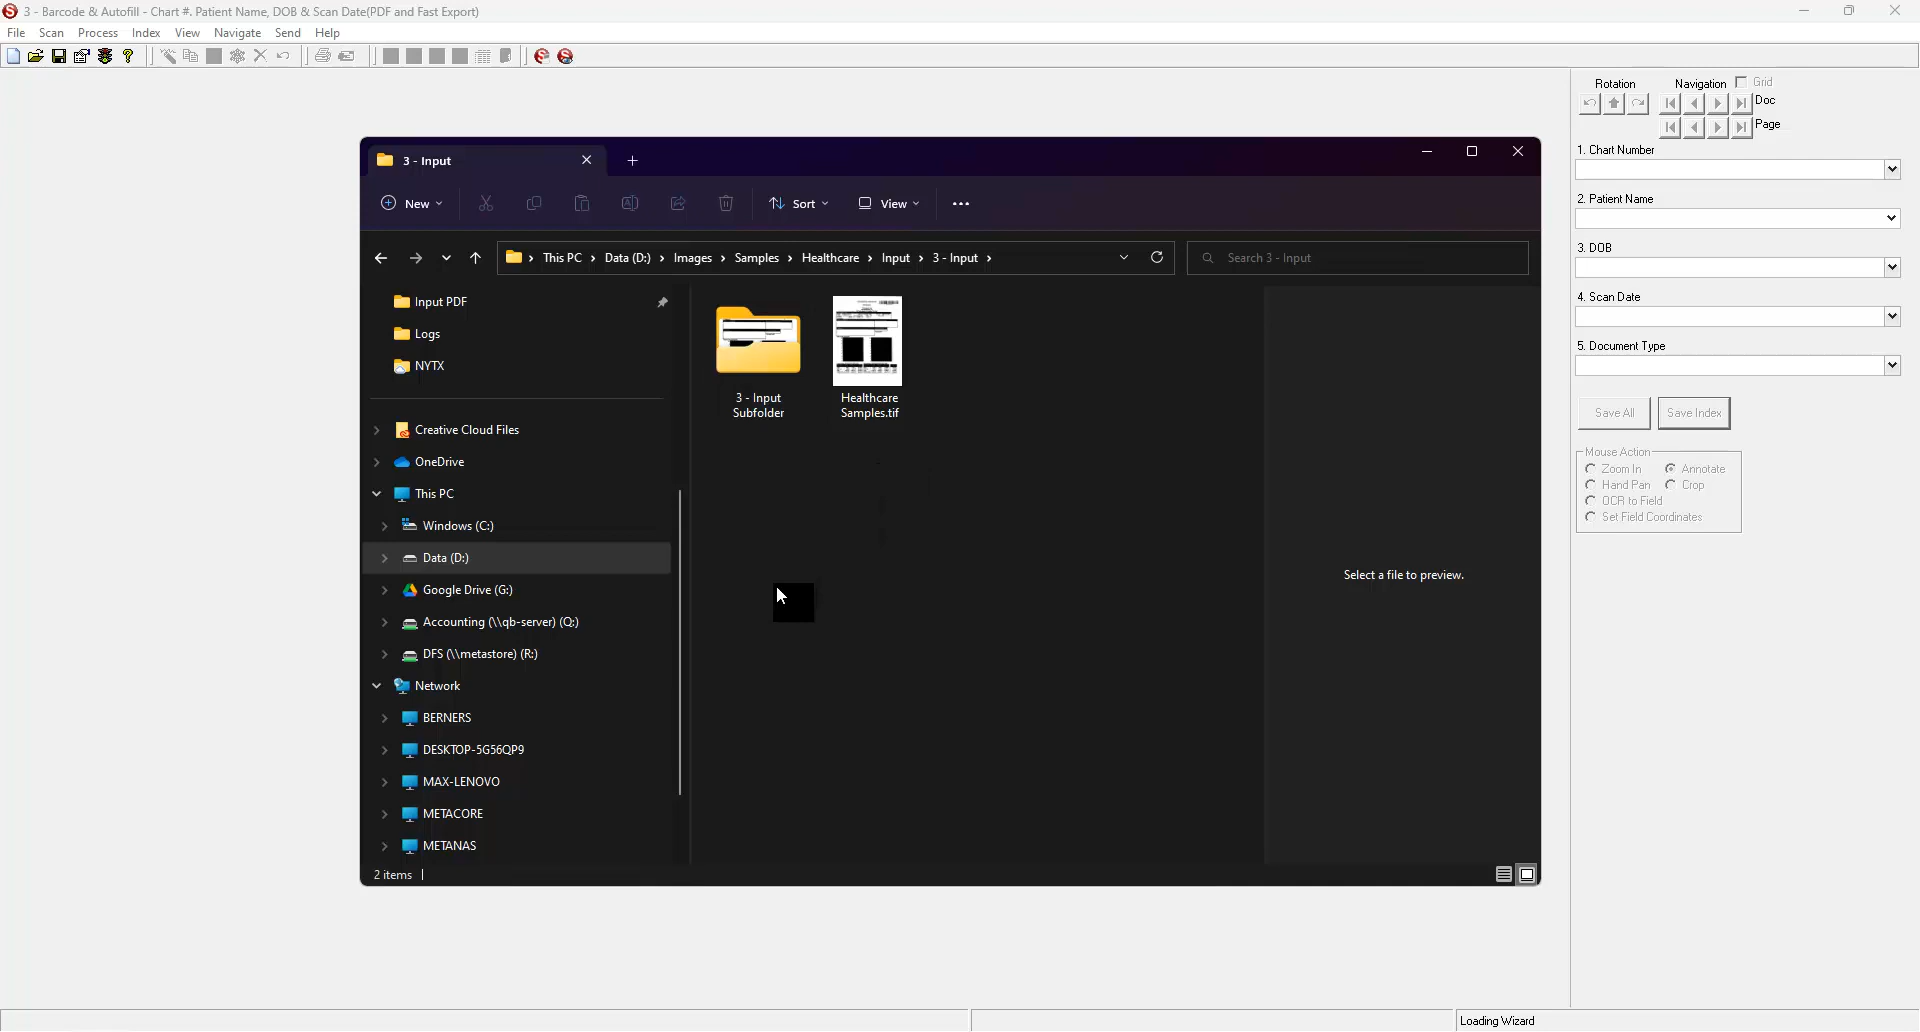 3 - Barcode & Autofill - Chart #. Patient Name, DOB & Scan Date(PDF and Fast Export)
File Scan Process Index View Navigate Send Help
Rotation Navigation Grid
Doc
Page
1. Chart Number
2. Patient Name
3. DOB
4. Scan Date
5. Document Type
Save All Save Index
Mouse Action
Zoom In Annotate
Hand Pan Crop
OCR to Field
Set Field Coordinates
3 - Input
New Sort View
This PC Data (D:) Images Samples Healthcare Input 3 - Input
Search 3 - Input
Input PDF
Logs
NYTX
Creative Cloud Files
OneDrive
This PC
Windows (C:)
Data (D:)
Google Drive (G:)
Accounting (\\qb-server) (Q:)
DFS (\\metastore) (R:)
Network
BERNERS
DESKTOP-5G56QP9
MAX-LENOVO
METACORE
METANAS
3 - Input
Subfolder
Healthcare
Samples.tif
Select a file to preview.
2 items
Loading Wizard